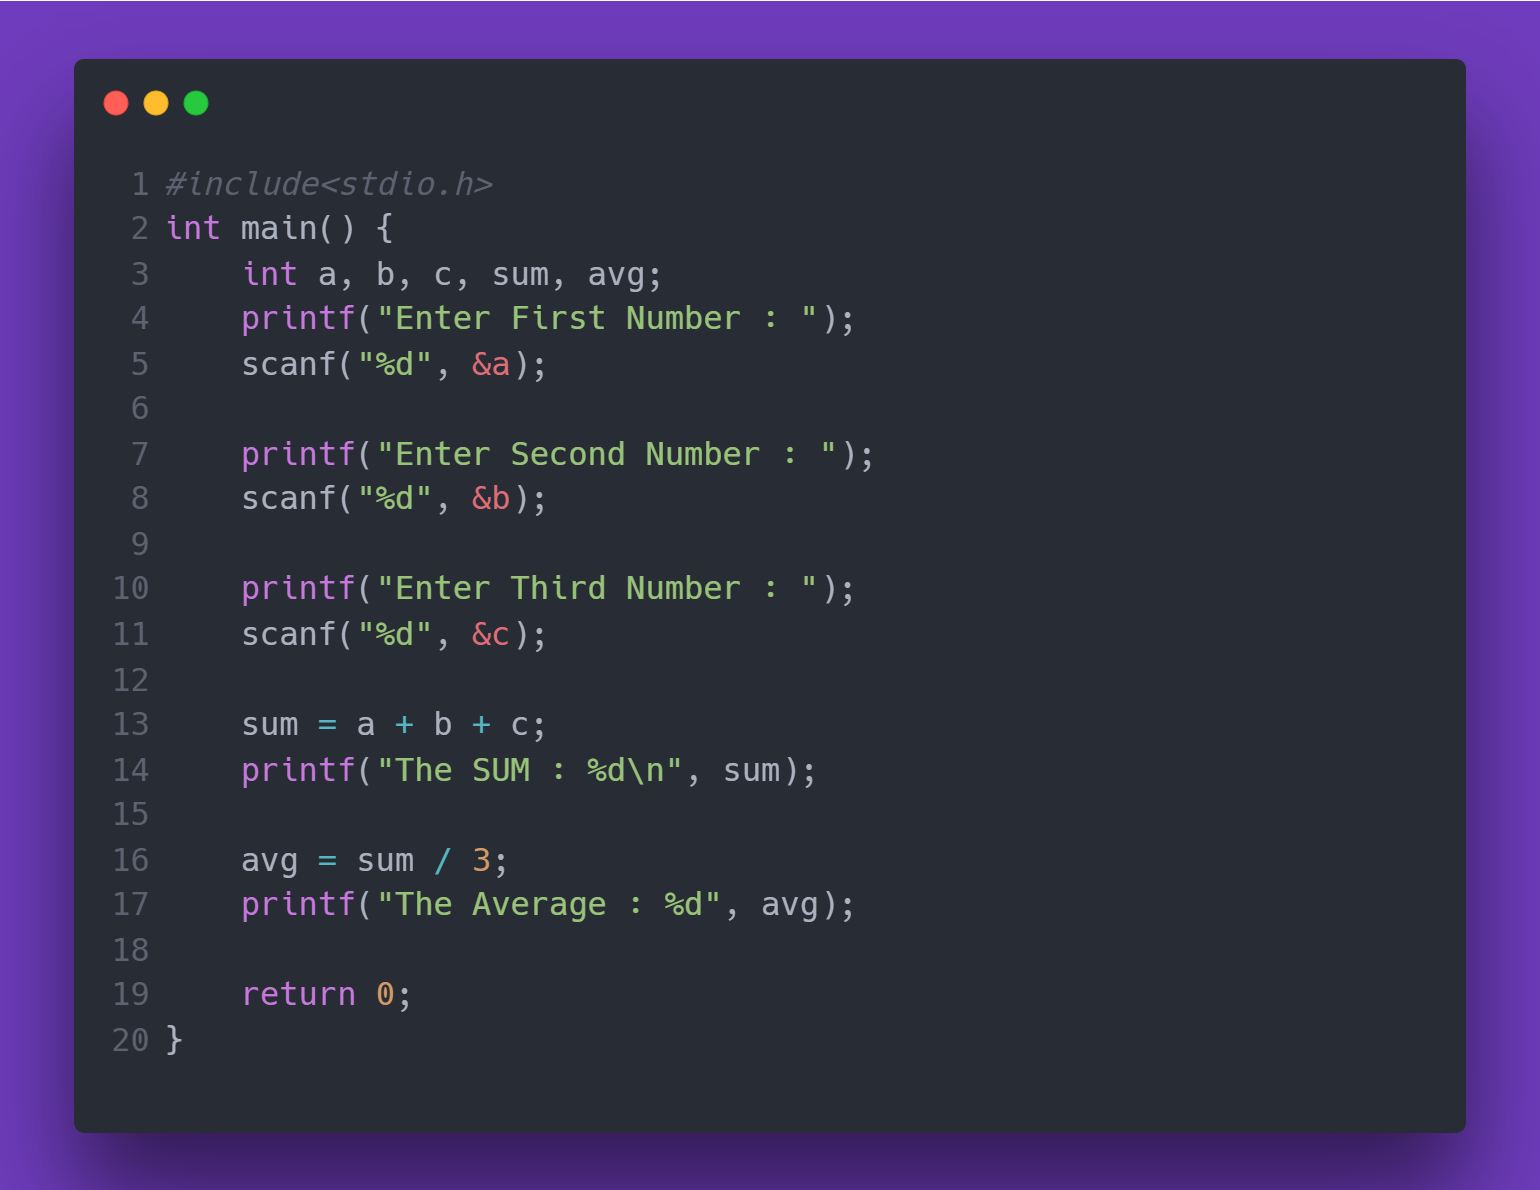 1 #include<stdio.h>
2 int main() {
3     int a, b, c, sum, avg;
4     printf("Enter First Number : ");
5     scanf("%d", &a);
6
7     printf("Enter Second Number : ");
8     scanf("%d", &b);
9
10     printf("Enter Third Number : ");
11     scanf("%d", &c);
12
13     sum = a + b + c;
14     printf("The SUM : %d\n", sum);
15
16     avg = sum / 3;
17     printf("The Average : %d", avg);
18
19     return 0;
20 }